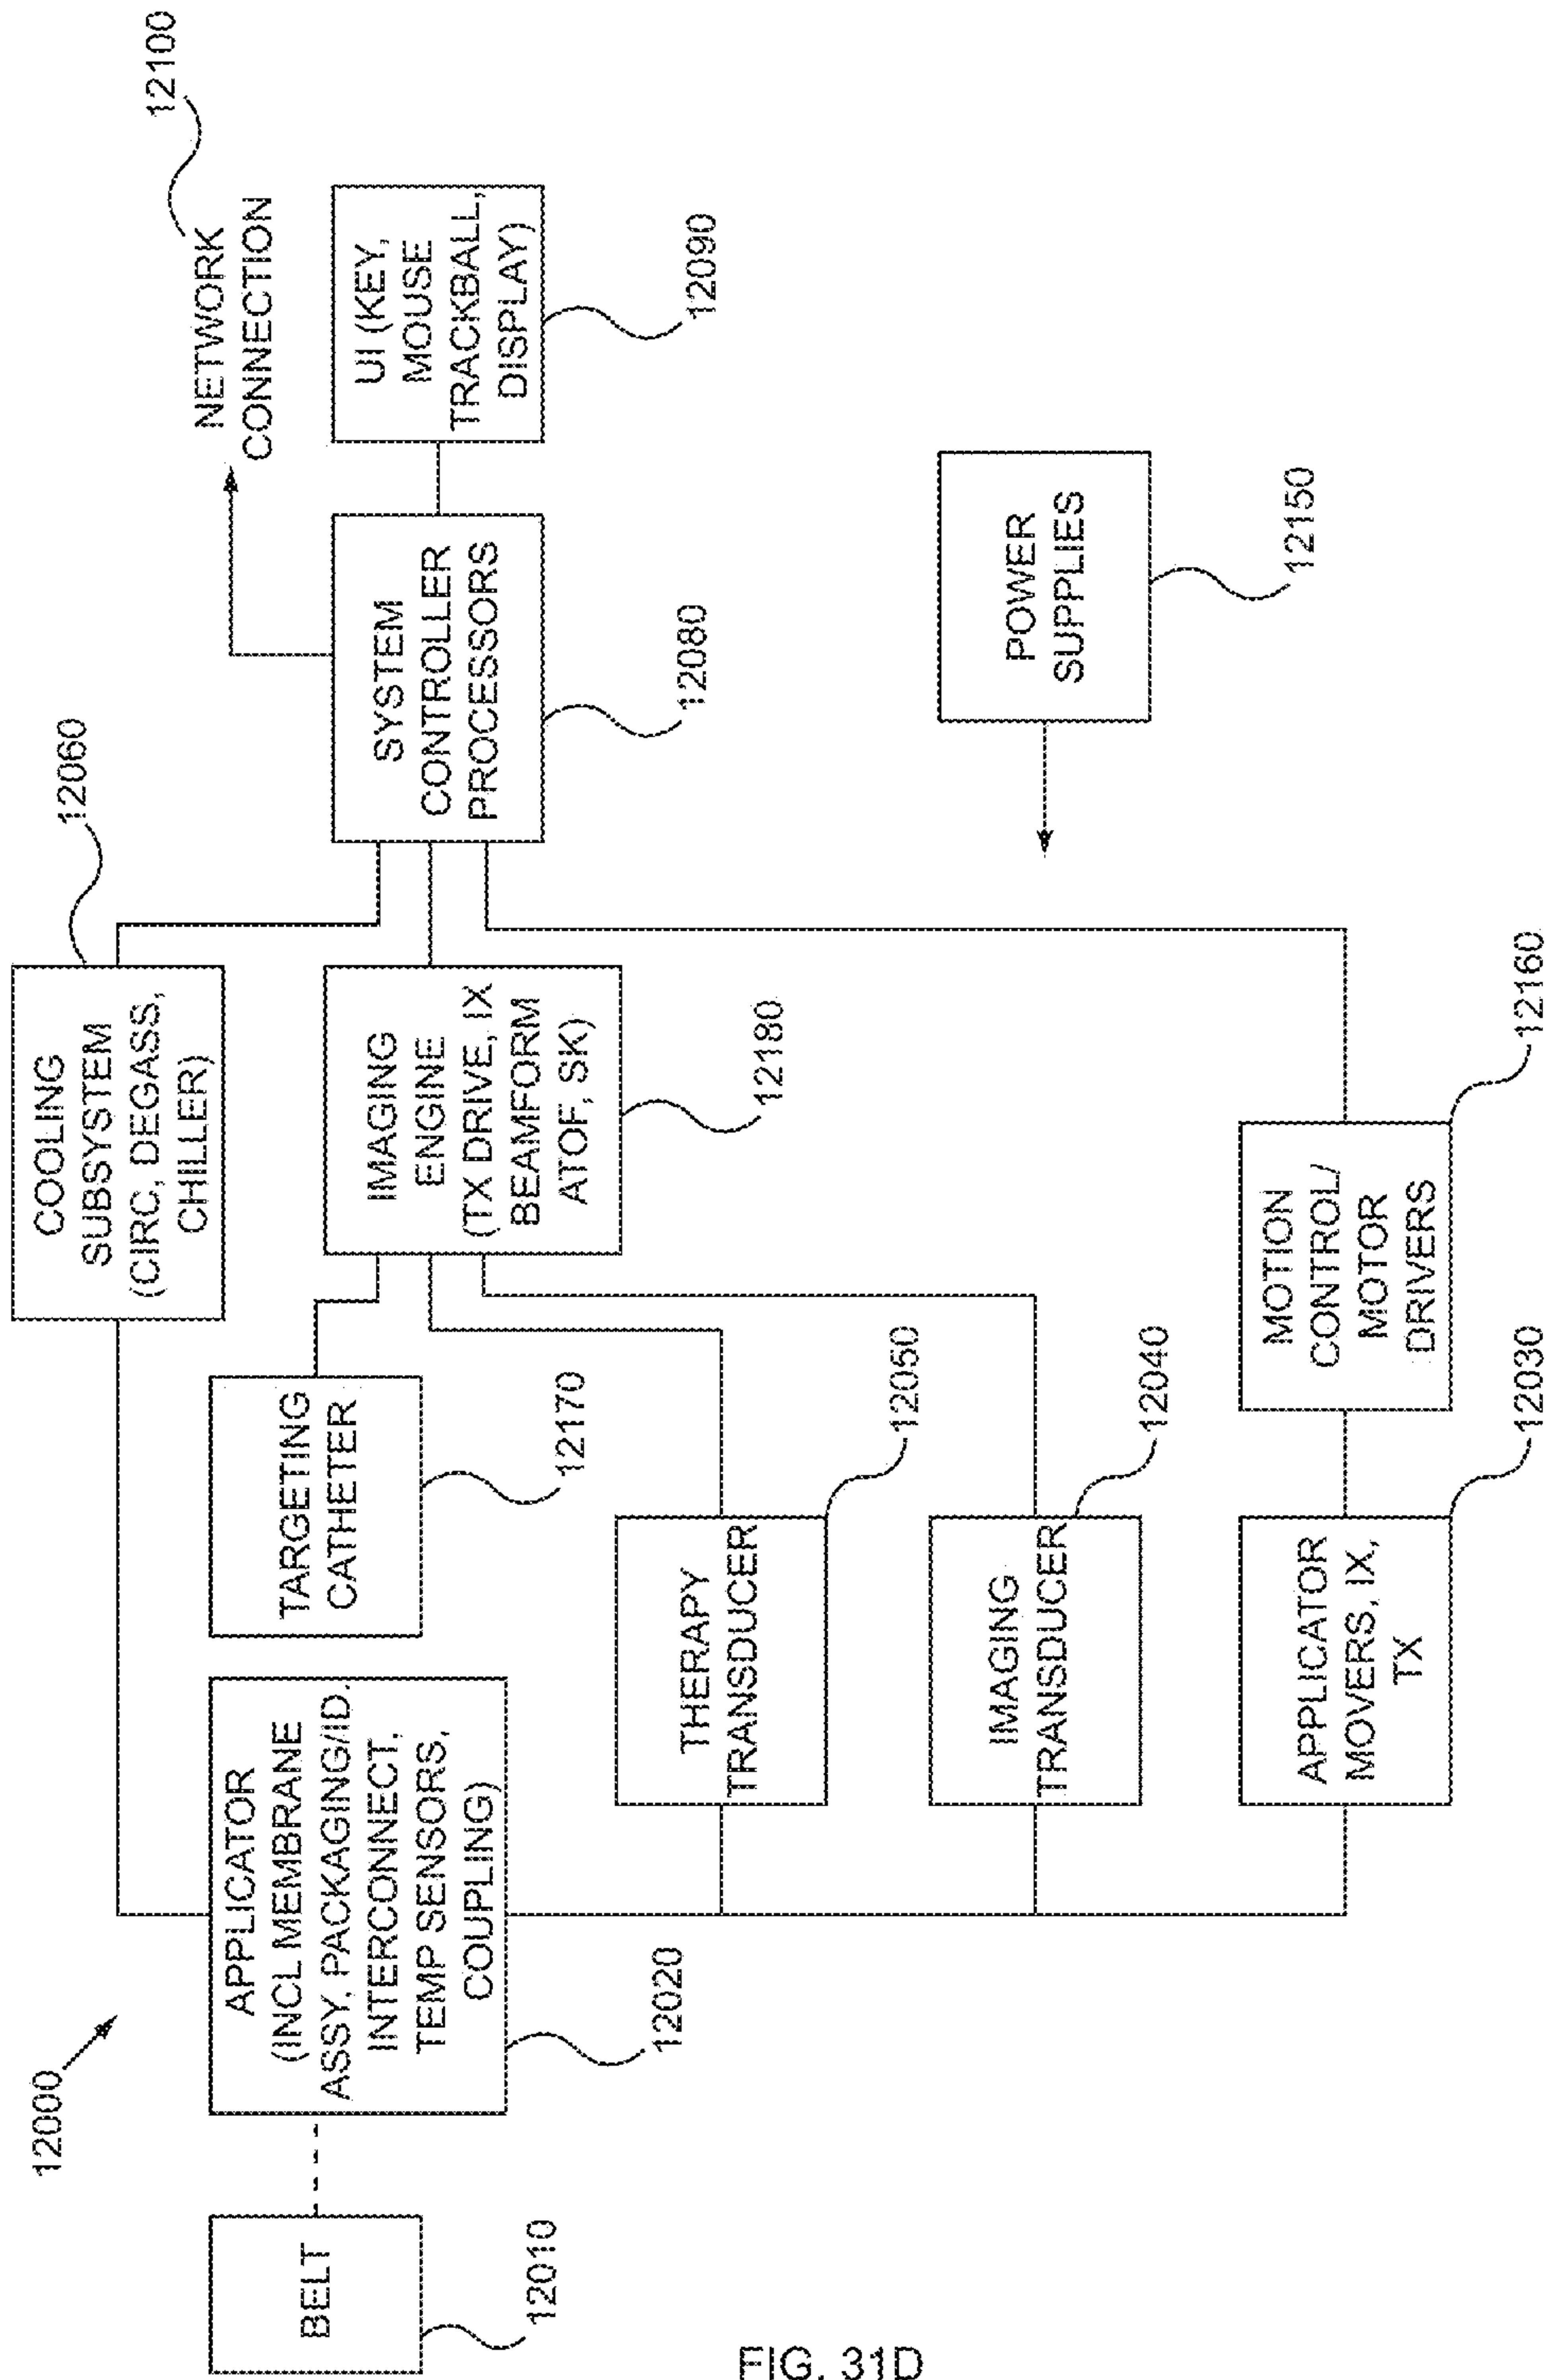 12100
NETWORK
CONNECTION
12060
COOLING
SUBSYSTEM
(CIRC, DEGASS,
CHILLER)
12000
BELT
12010
APPLICATOR
(INCL MEMBRANE
ASSY, PACKAGING/ID,
INTERCONNECT,
TEMP SENSORS,
COUPLING)
12020
TARGETING
CATHETER
12170
IMAGING
ENGINE
(TX DRIVE, IX
BEAMFORM
ATOF, SK)
12180
SYSTEM
CONTROLLER
PROCESSORS
12080
UI (KEY,
MOUSE
TRACKBALL,
DISPLAY)
12090
THERAPY
TRANSDUCER
12050
IMAGING
TRANSDUCER
12040
POWER
SUPPLIES
12150
APPLICATOR
MOVERS, IX,
TX
12030
MOTION
CONTROL/
MOTOR
DRIVERS
12160
FIG. 31D